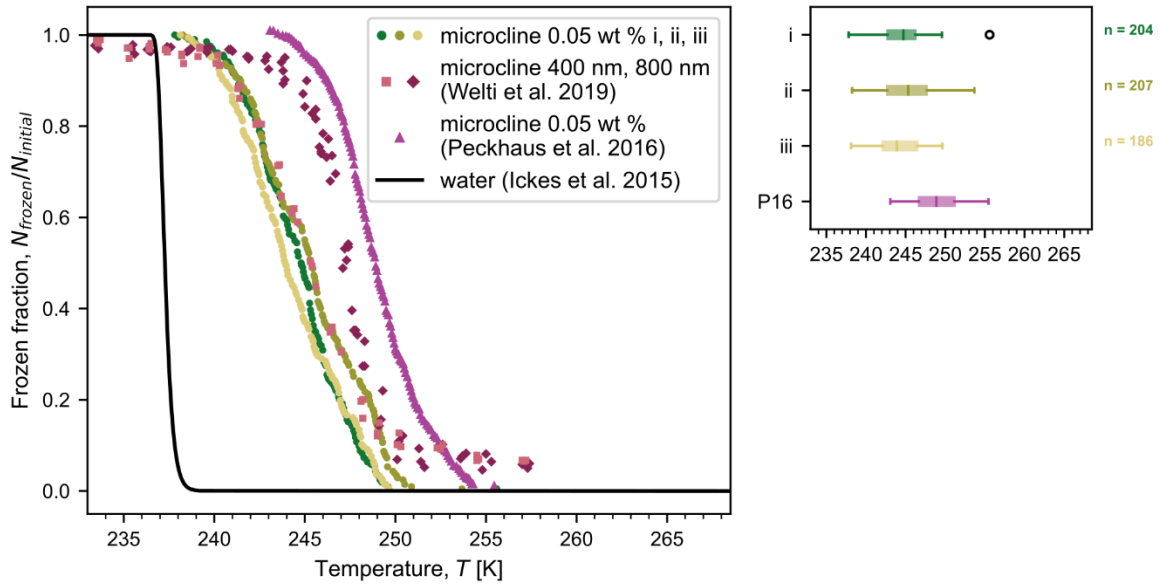 1.0
0.8
0.6
0.4
0.2
0.0
Frozen fraction, N_frozen/N_initial
235 240 245 250 255 260 265
Temperature, T [K]
microcline 0.05 wt % i, ii, iii
microcline 400 nm, 800 nm
(Welti et al. 2019)
microcline 0.05 wt %
(Peckhaus et al. 2016)
water (Ickes et al. 2015)
i
n = 204
ii
n = 207
iii
n = 186
P16
235 240 245 250 255 260 265